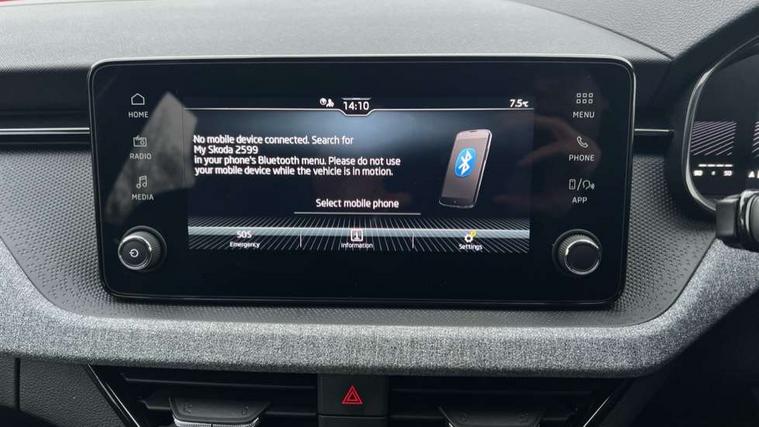 14:10
7.5°C
HOME
MENU
No mobile device connected. Search for
My Skoda 2599
in your phone's Bluetooth menu. Please do not use
your mobile device while the vehicle is in motion.
RADIO
PHONE
MEDIA
APP
Select mobile phone
SOS
Emergency
Information
Settings